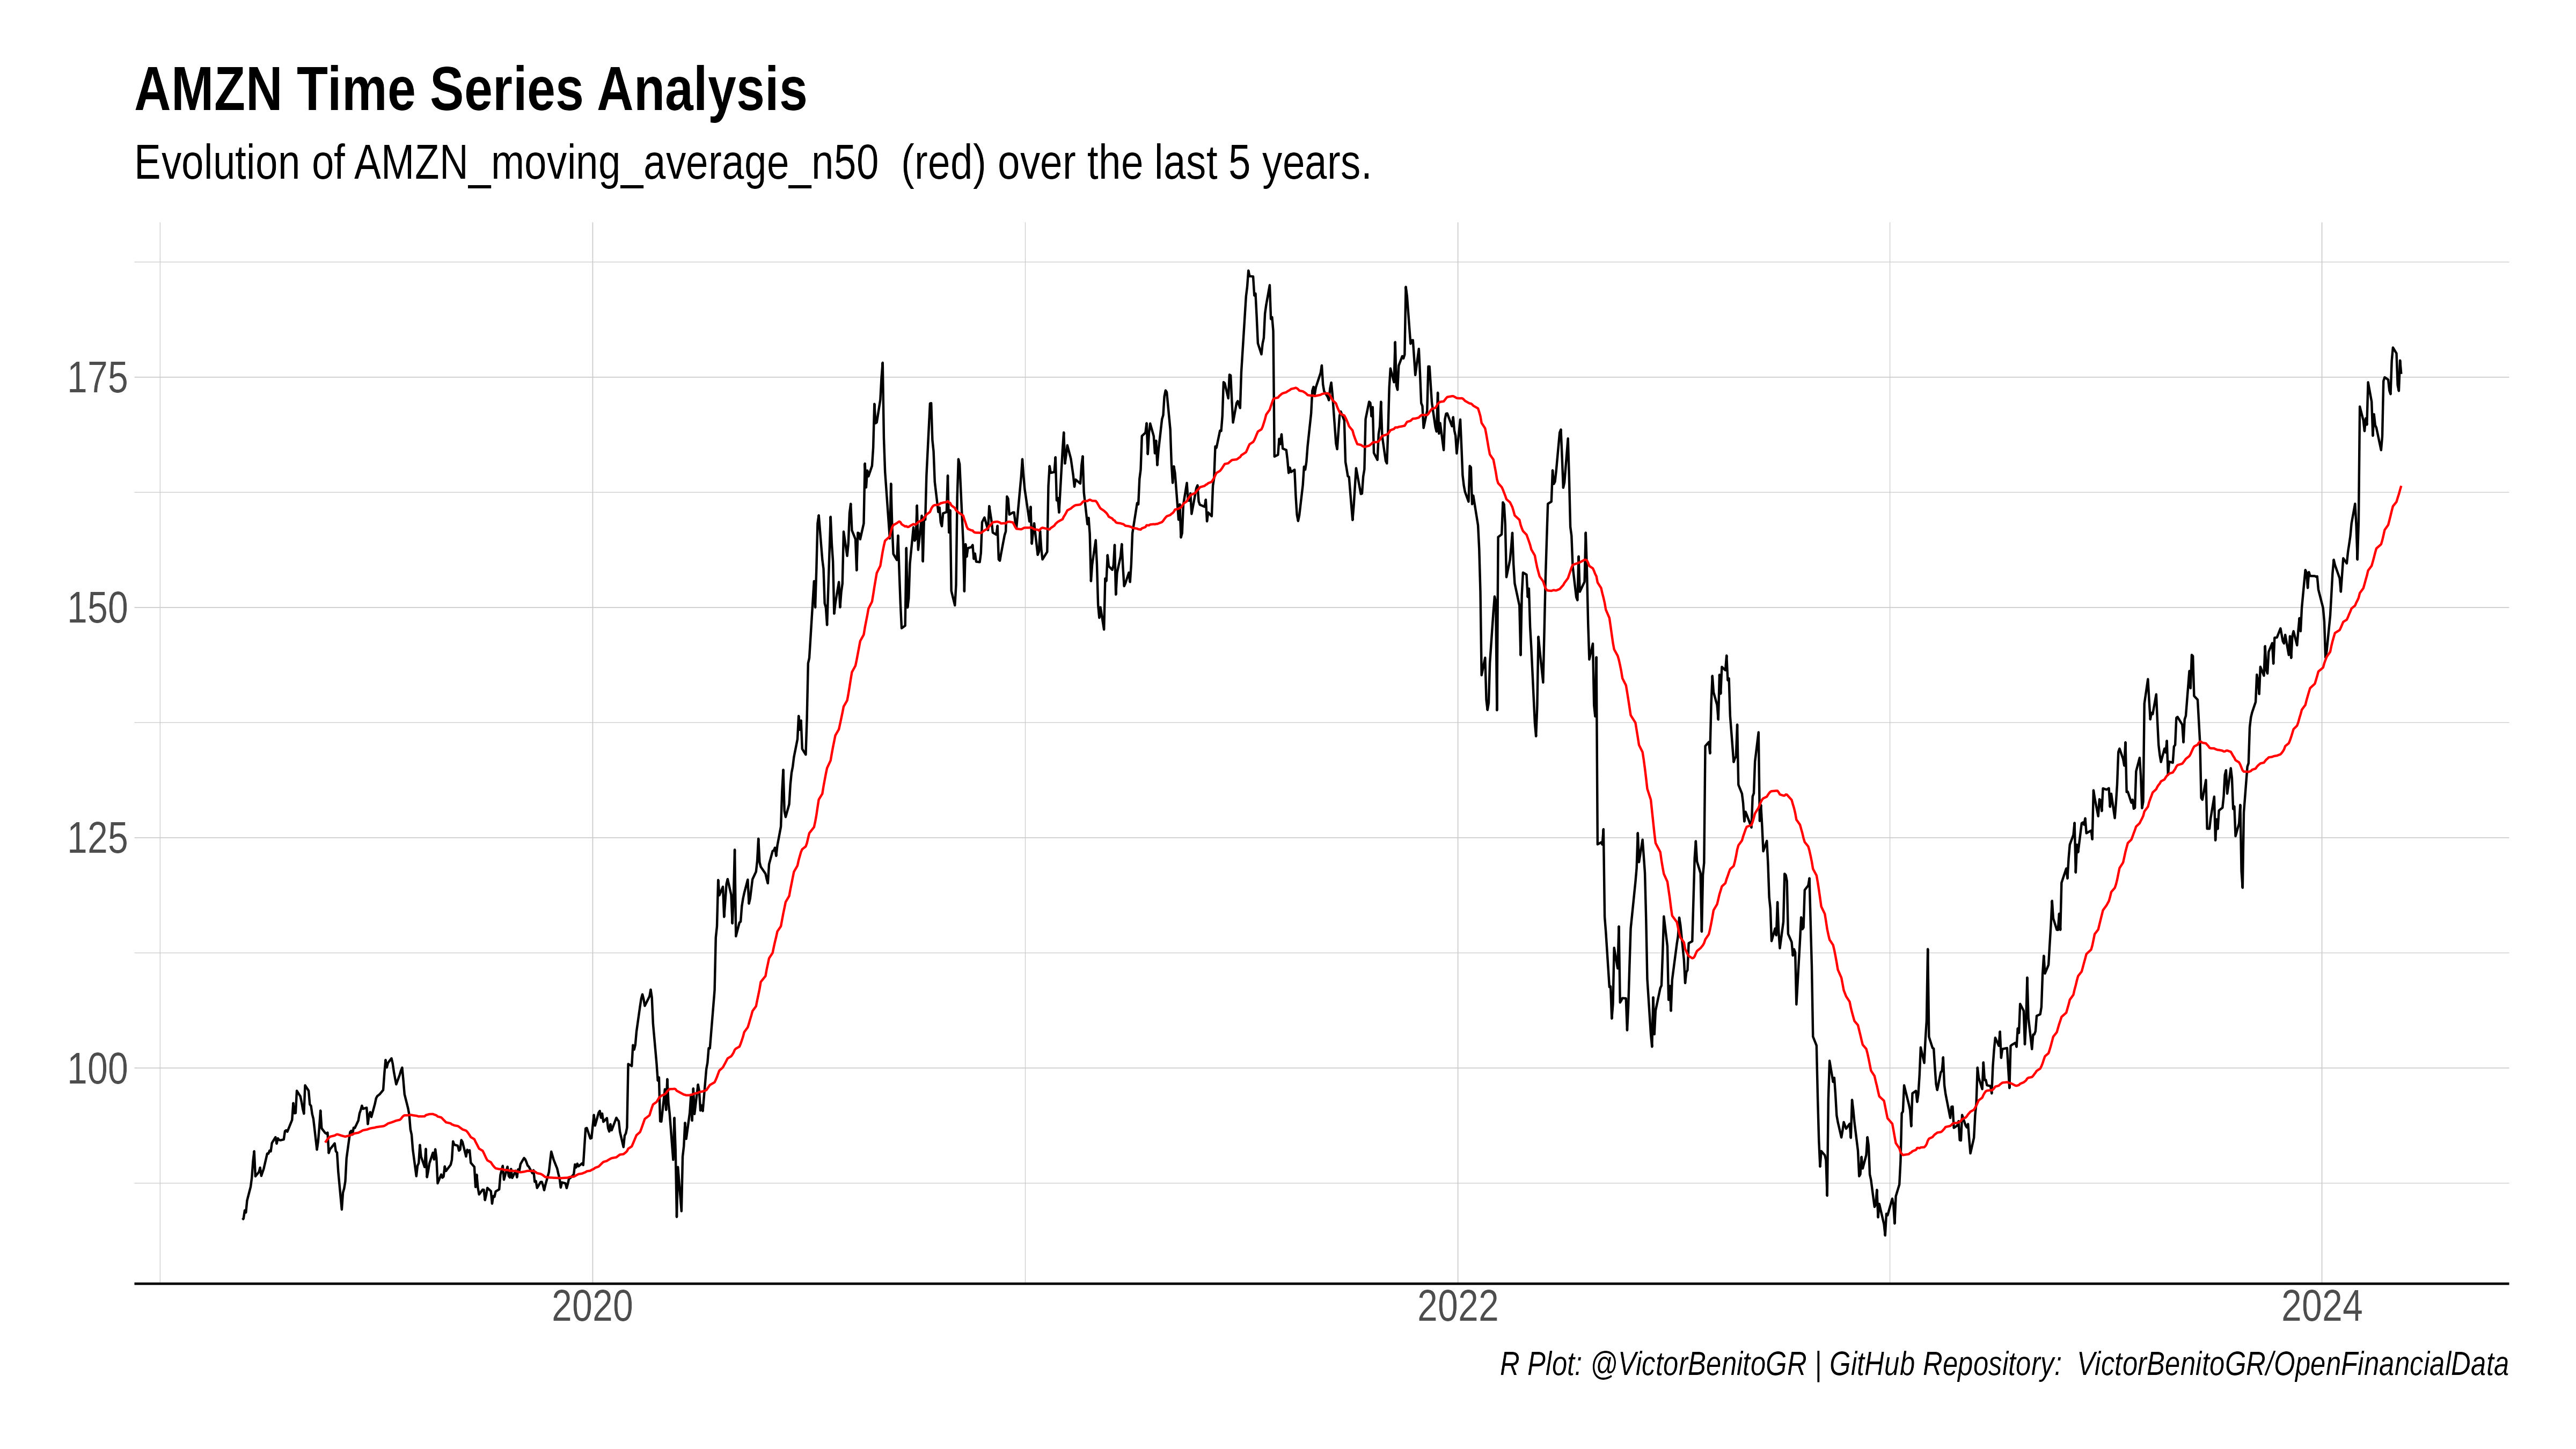 AMZN Time Series Analysis
Evolution of AMZN_moving_average_n50  (red) over the last 5 years.
175
150
125
100
2020 2022 2024
R Plot: @VictorBenitoGR | GitHub Repository:  VictorBenitoGR/OpenFinancialData